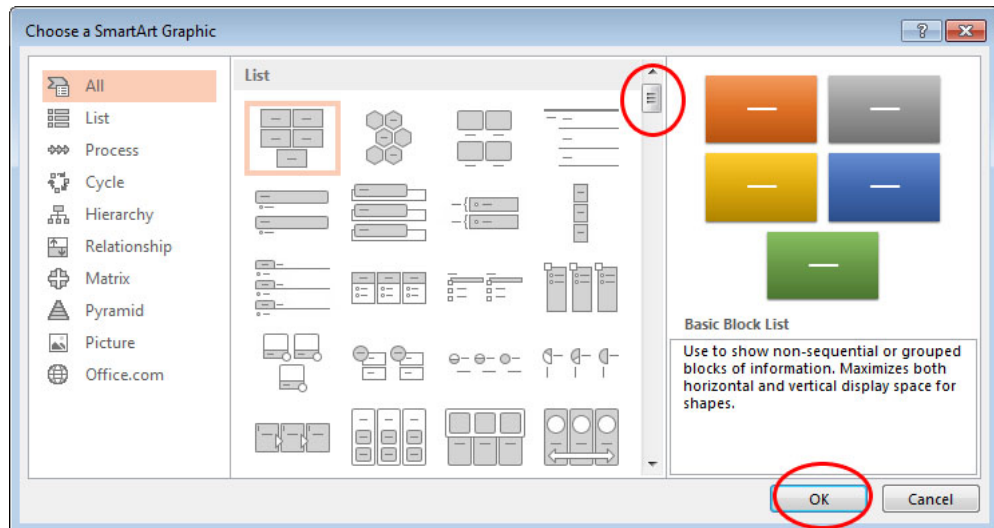 Choose a SmartArt Graphic
All
List
Process
Cycle
Hierarchy
Relationship
Matrix
Pyramid
Picture
Office.com
List
Basic Block List
Use to show non-sequential or grouped
blocks of information. Maximizes both
horizontal and vertical display space for
shapes.
OK
Cancel